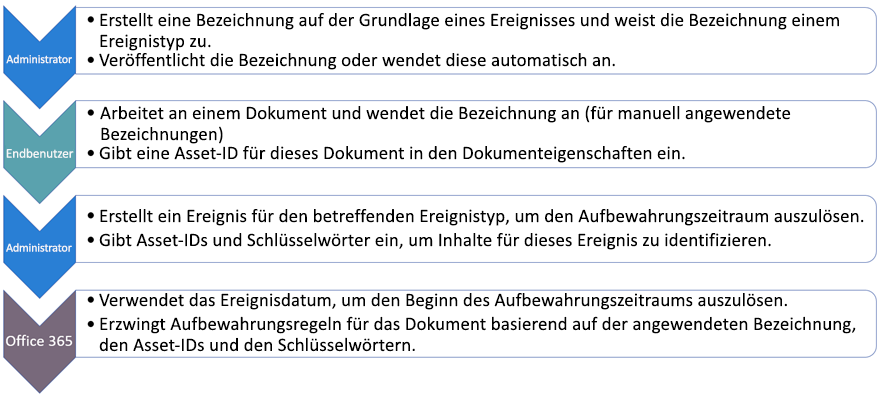 • Erstellt eine Bezeichnung auf der Grundlage eines Ereignisses und weist die Bezeichnung einem
Ereignistyp zu.
Administrator
• Veröffentlicht die Bezeichnung oder wendet diese automatisch an.
• Arbeitet an einem Dokument und wendet die Bezeichnung an (für manuell angewendete
Bezeichnungen)
Endbenutzer
• Gibt eine Asset-ID für dieses Dokument in den Dokumenteigenschaften ein.
• Erstellt ein Ereignis für den betreffenden Ereignistyp, um den Aufbewahrungszeitraum auszulösen.
Administrator
• Gibt Asset-IDs und Schlüsselwörter ein, um Inhalte für dieses Ereignis zu identifizieren.
• Verwendet das Ereignisdatum, um den Beginn des Aufbewahrungszeitraums auszulösen.
Office 365
• Erzwingt Aufbewahrungsregeln für das Dokument basierend auf der angewendeten Bezeichnung,
den Asset-IDs und den Schlüsselwörtern.